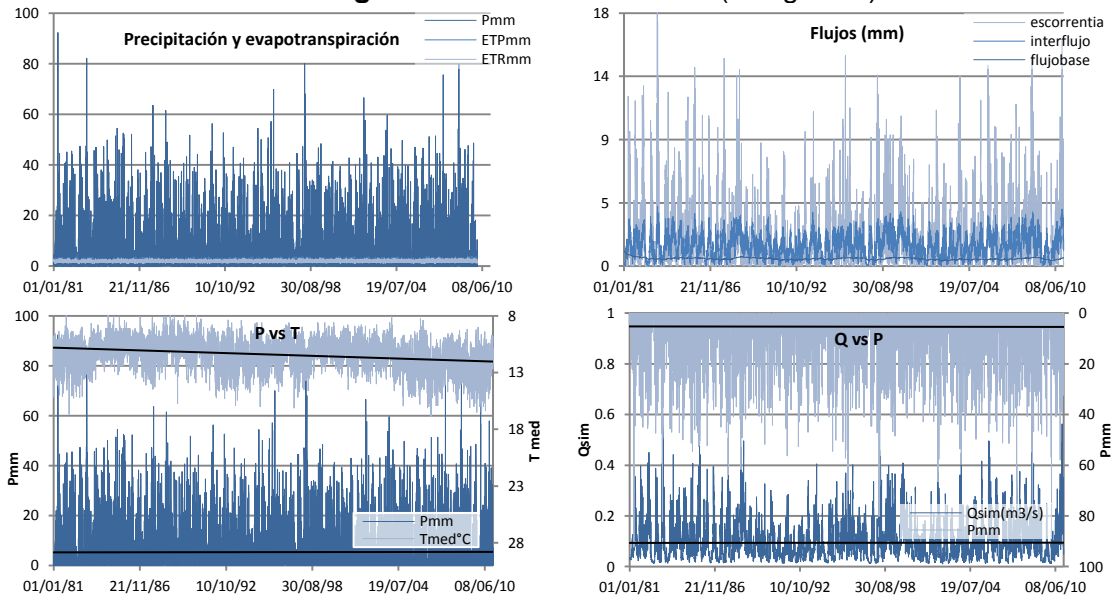 Precipitación y evapotranspiración
Pmm
ETPmm
ETRmm
100
80
60
40
20
0
01/01/81 21/11/86 10/10/92 30/08/98 19/07/04 08/06/10
Flujos (mm)
escorrentia
interflujo
flujobase
18
14
9
5
0
01/01/81 21/11/86 10/10/92 30/08/98 19/07/04 08/06/10
P vs T
100
80
60
40
20
0
Pmm
8
13
18
23
28
T med
Pmm
Tmed°C
01/01/81 21/11/86 10/10/92 30/08/98 19/07/04 08/06/10
Q vs P
1
0.8
0.6
0.4
0.2
0
Qsim
0
20
40
60
80
100
Pmm
Qsim(m3/s)
Pmm
01/01/81 21/11/86 10/10/92 30/08/98 19/07/04 08/06/10